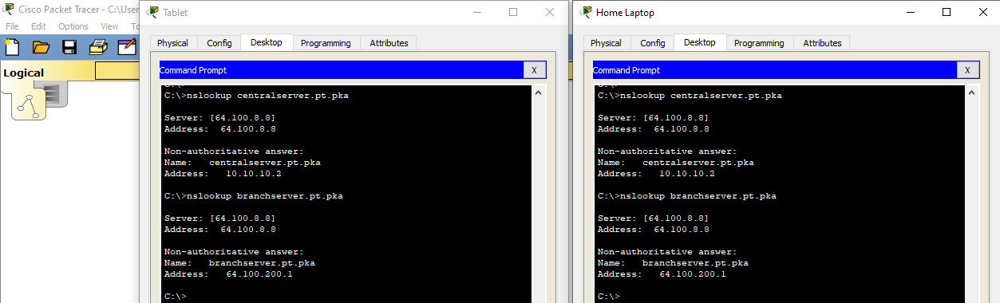 Cisco Packet Tracer - C:\User
File Edit Options View To
Logical
Tablet
Physical Config Desktop Programming Attributes
Command Prompt X
C:\>
C:\>nslookup centralserver.pt.pka
Server: [64.100.8.8]
Address: 64.100.8.8
Non-authoritative answer:
Name: centralserver.pt.pka
Address: 10.10.10.2
C:\>nslookup branchserver.pt.pka
Server: [64.100.8.8]
Address: 64.100.8.8
Non-authoritative answer:
Name: branchserver.pt.pka
Address: 64.100.200.1
C:\>
Home Laptop
Physical Config Desktop Programming Attributes
Command Prompt X
C:\>
C:\>nslookup centralserver.pt.pka
Server: [64.100.8.8]
Address: 64.100.8.8
Non-authoritative answer:
Name: centralserver.pt.pka
Address: 10.10.10.2
C:\>nslookup branchserver.pt.pka
Server: [64.100.8.8]
Address: 64.100.8.8
Non-authoritative answer:
Name: branchserver.pt.pka
Address: 64.100.200.1
C:\>